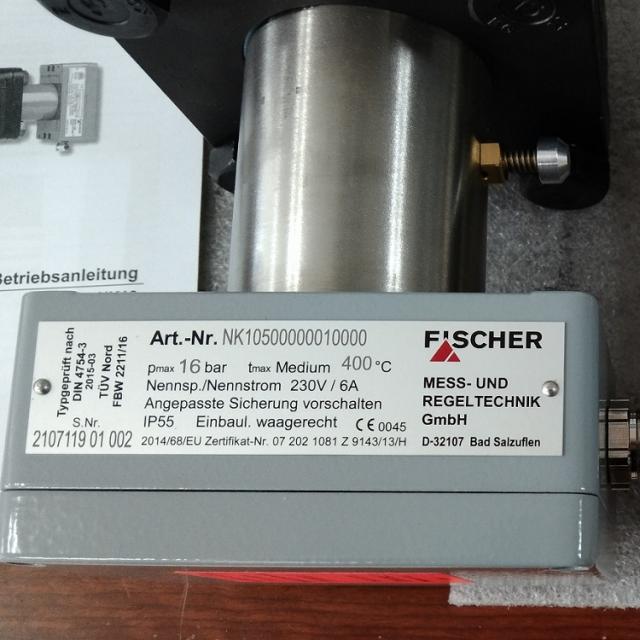 Betriebsanleitung
Typgeprüft nach
DIN 4754-3
2015-03
TÜV Nord
FBW 2211/16
S.Nr.
2107119 01 002
Art.-Nr. NK10500000010000
pmax 16 bar tmax Medium 400 °C
Nennsp./Nennstrom 230V / 6A
Angepasste Sicherung vorschalten
IP55 Einbaul. waagerecht CE 0045
2014/68/EU Zertifikat-Nr. 07 202 1081 Z 9143/13/H
FISCHER
MESS- UND
REGELTECHNIK
GmbH
D-32107 Bad Salzuflen